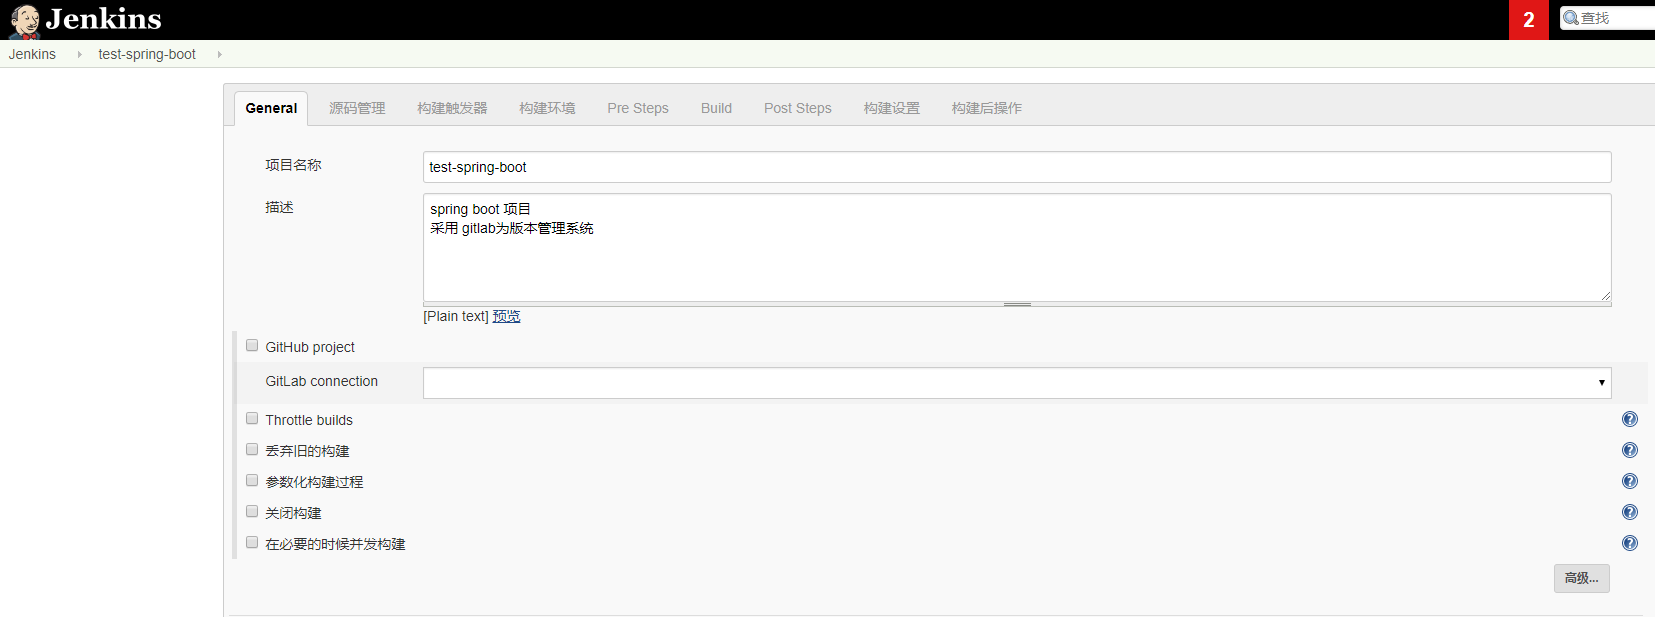 Jenkins
2
查找
Jenkins
test-spring-boot
General
源码管理
构建触发器
构建环境
Pre Steps
Build
Post Steps
构建设置
构建后操作
项目名称
test-spring-boot
描述
spring boot 项目
采用 gitlab为版本管理系统
[Plain text] 预览
GitHub project
GitLab connection
Throttle builds
丢弃旧的构建
参数化构建过程
关闭构建
在必要的时候并发构建
高级...